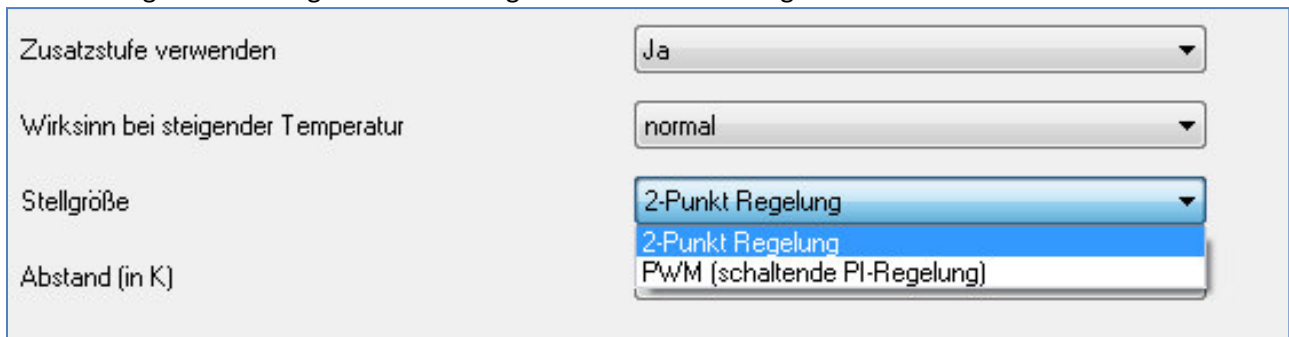 Zusatzstufe verwenden Ja
Wirksinn bei steigender Temperatur normal
Stellgröße 2-Punkt Regelung
2-Punkt Regelung
PWM (schaltende PI-Regelung)
Abstand (in K)